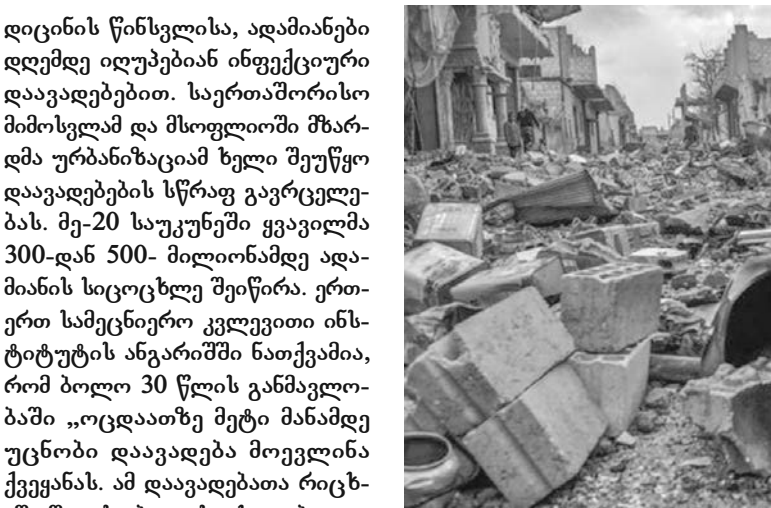 დიცინის წინსვლისა, ადამიანები
დღემდე იღუპებიან ინფექციური
დაავადებებით. საერთაშორისო
მიმოსვლამ და მსოფლიოში მზარ-
დმა ურბანიზაციამ ხელი შეუწყო
დაავადებების სწრაფ გავრცელე-
ბას. მე-20 საუკუნეში ყვავილმა
300-დან 500- მილიონამდე ადა-
მიანის სიცოცხლე შეიწირა. ერთ-
ერთ სამეცნიერო კვლევითი ინს-
ტიტუტის ანგარიშში ნათქვამია,
რომ ბოლო 30 წლის განმავლო-
ბაში „ოცდაათზე მეტი მანამდე
უცნობი დაავადება მოევლინა
ქვეყანას. ამ დაავადებათა რიცხ-